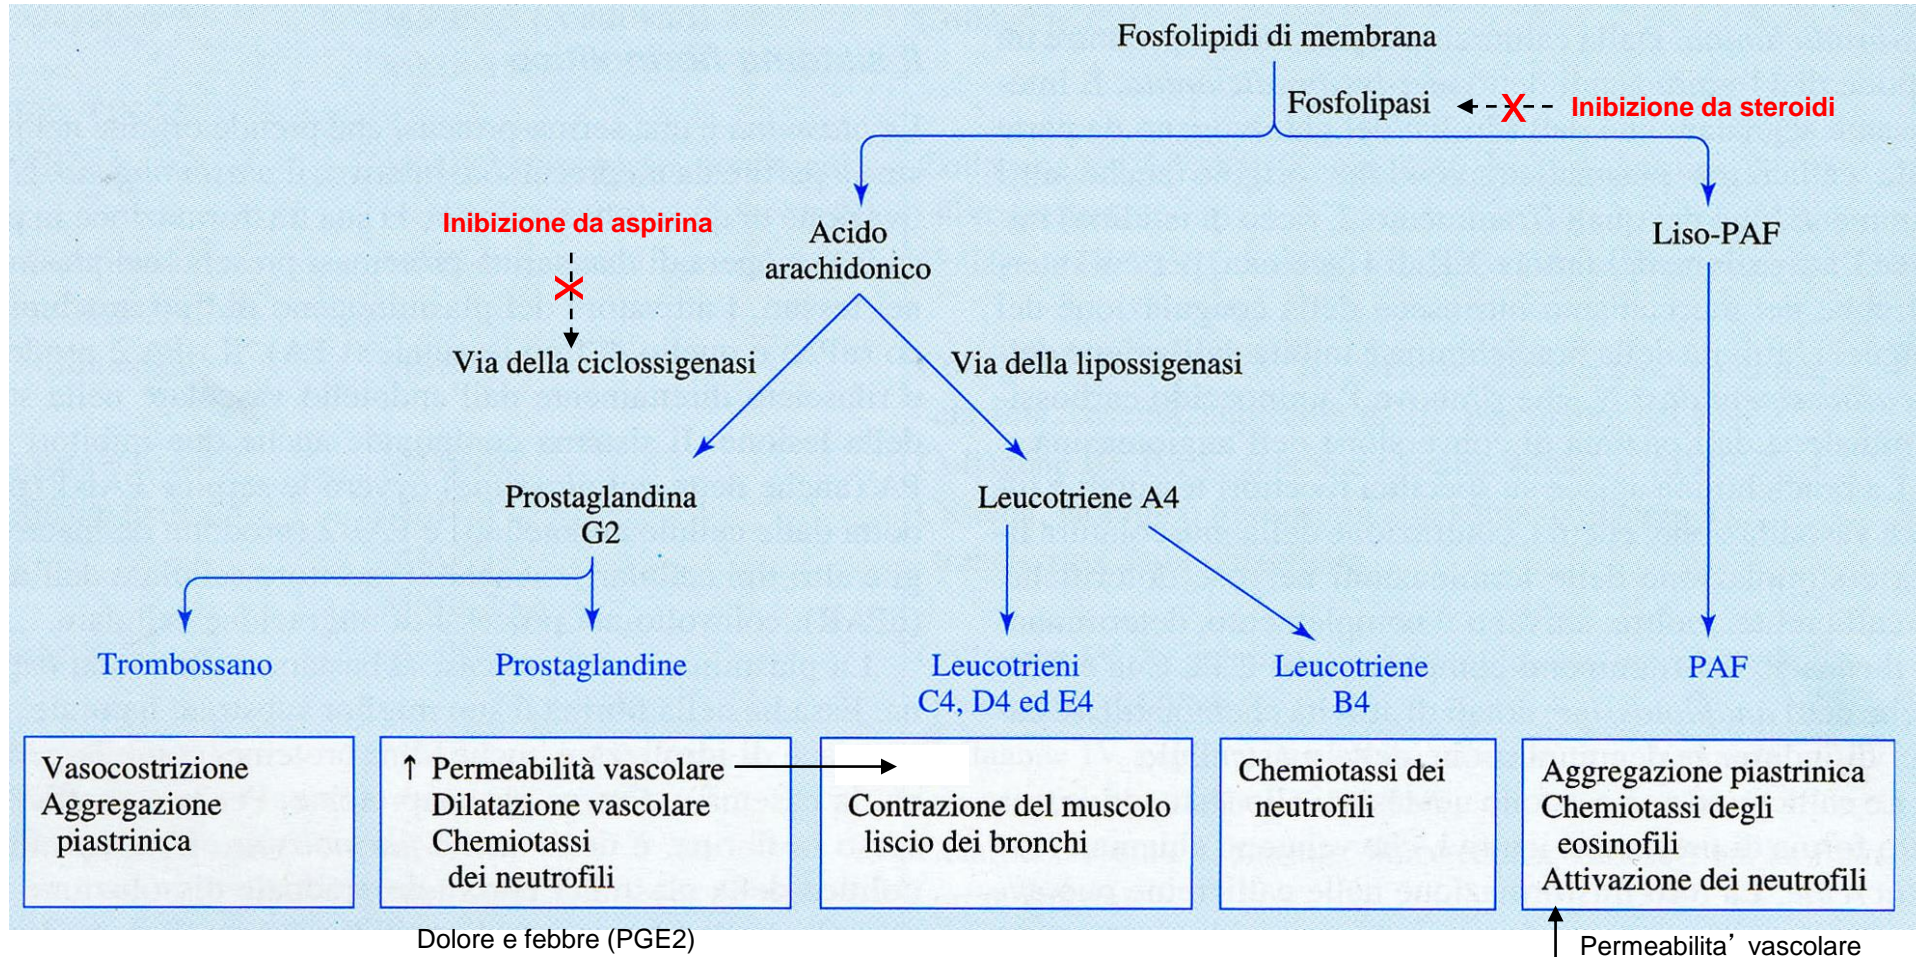 Fosfolipidi di membrana
Fosfolipasi
X
Inibizione da steroidi
Inibizione da aspirina
X
Acido
arachidonico
Liso-PAF
Via della ciclossigenasi
Via della lipossigenasi
Prostaglandina
G2
Leucotriene A4
Trombossano
Prostaglandine
Leucotrieni
C4, D4 ed E4
Leucotriene
B4
PAF
Vasocostrizione
Aggregazione
piastrinica
↑ Permeabilità vascolare
Dilatazione vascolare
Chemiotassi
dei neutrofili
Contrazione del muscolo
liscio dei bronchi
Chemiotassi dei
neutrofili
Aggregazione piastrinica
Chemiotassi degli
eosinofili
Attivazione dei neutrofili
Dolore e febbre (PGE2)
Permeabilita’ vascolare